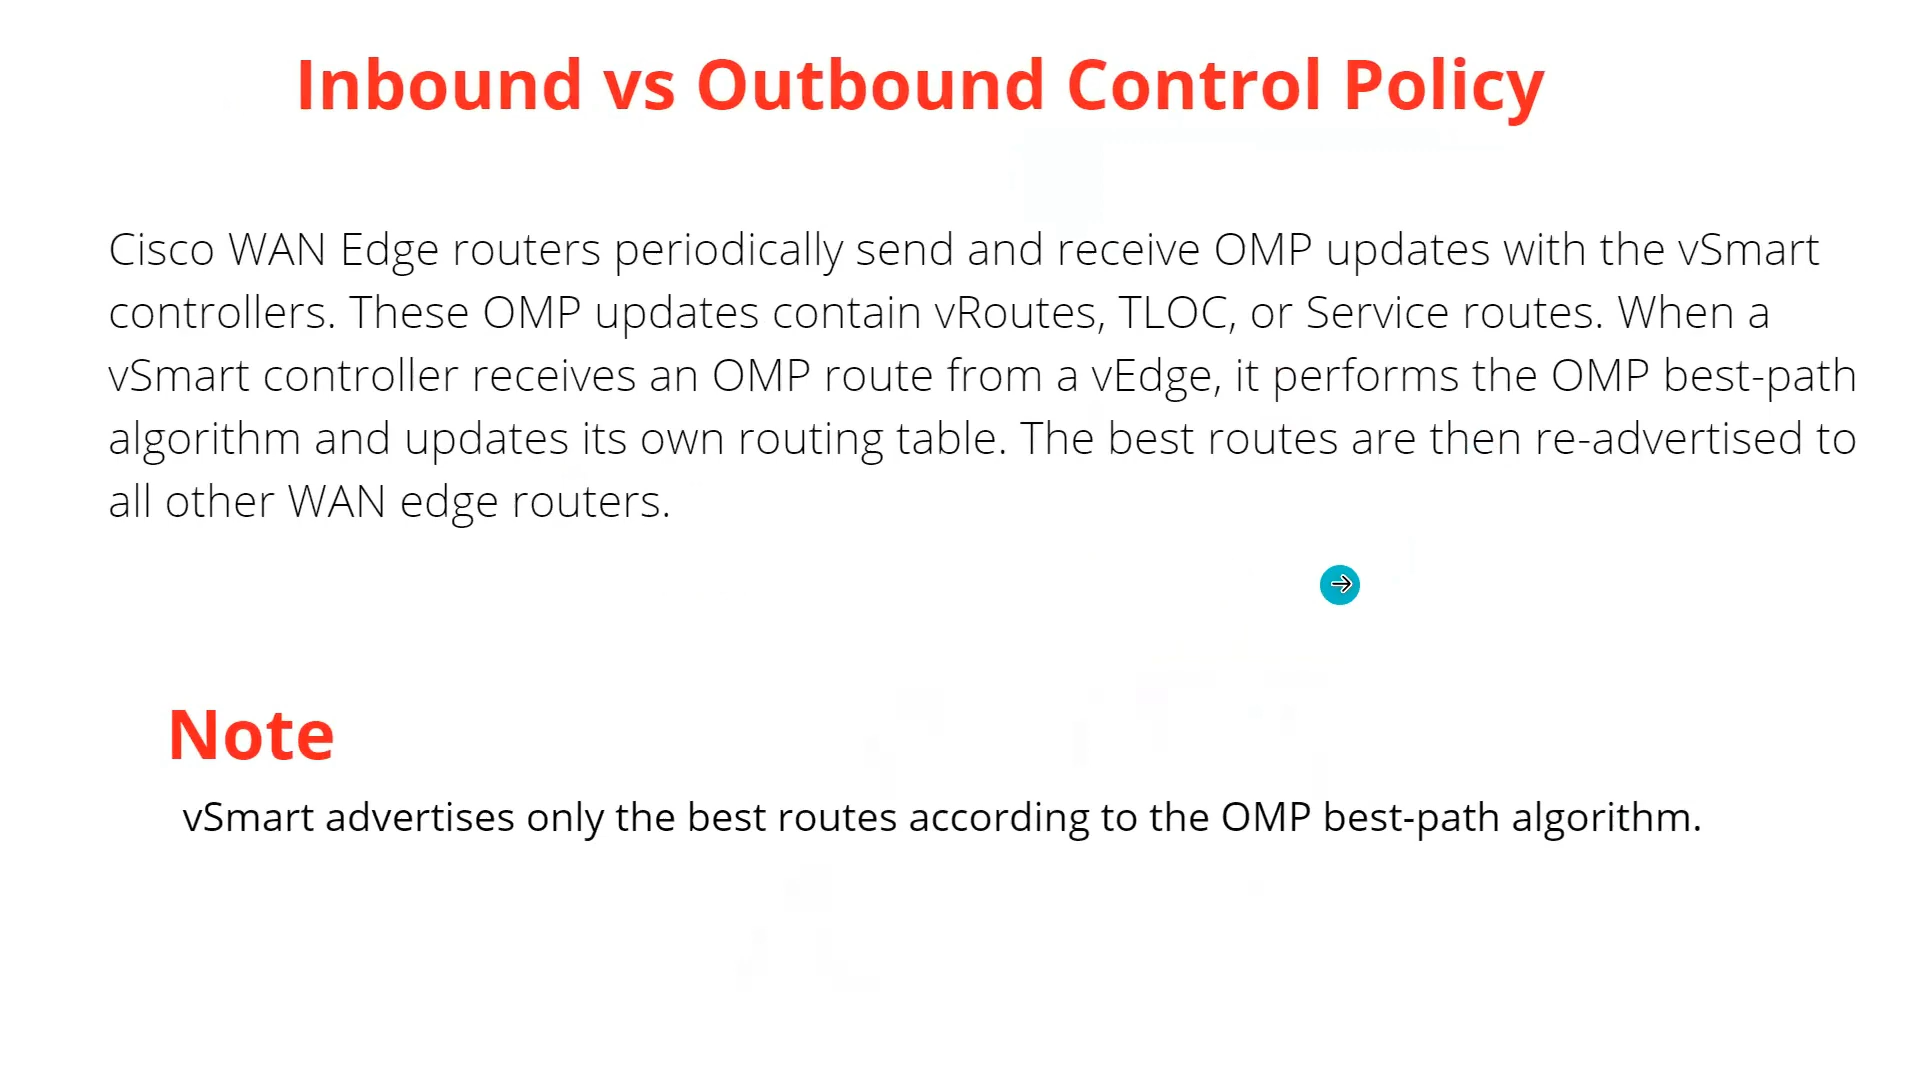 Inbound vs Outbound Control Policy
Cisco WAN Edge routers periodically send and receive OMP updates with the vSmart
controllers. These OMP updates contain vRoutes, TLOC, or Service routes. When a
vSmart controller receives an OMP route from a vEdge, it performs the OMP best-path
algorithm and updates its own routing table. The best routes are then re-advertised to
all other WAN edge routers.
Note
vSmart advertises only the best routes according to the OMP best-path algorithm.